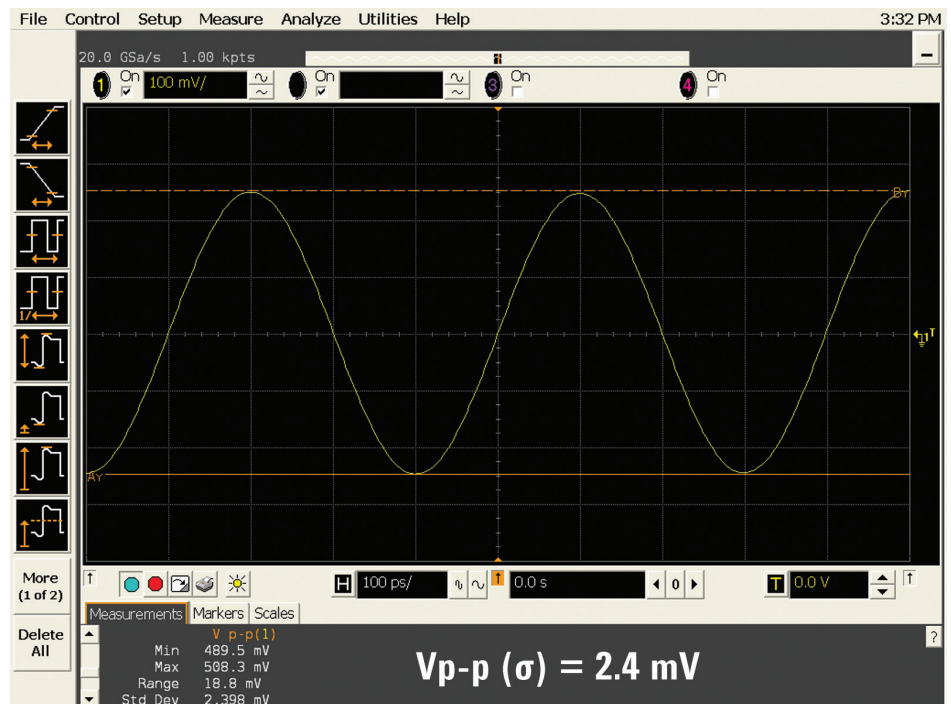 File Control Setup Measure Analyze Utilities Help 3:32 PM
20.0 GSa/s 1.00 kpts
1 On 100 mV/ On 3 On 4 On
BY
1 T
AY
1/
More
(1 of 2)
Delete
All
H 100 ps/ 0.0 s 0 T 0.0 V
Measurements Markers Scales
V p-p(1)
Min 489.5 mV
Max 508.3 mV
Range 18.8 mV
Std Dev 2.398 mV
?
Vp-p (σ) = 2.4 mV